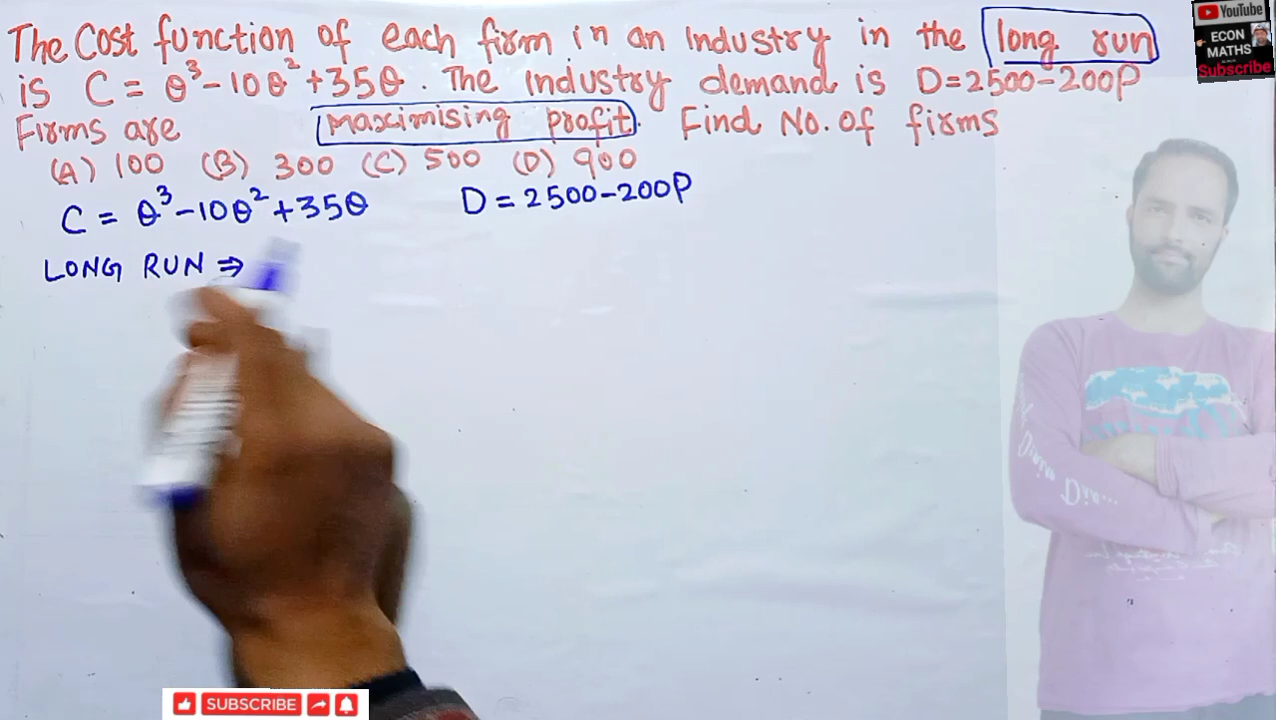 The Cost function of each firm in an Industry in the long run
is C = θ³-10θ²+35θ. The industry demand is D=2500-200P
Firms are maximising profit. Find No. of firms
(A) 100 (B) 300 (C) 500 (D) 900
C = θ³-10θ²+35θ D = 2500-200P
LONG RUN ⇒
YouTube
ECON
MATHS
Subscribe
SUBSCRIBE